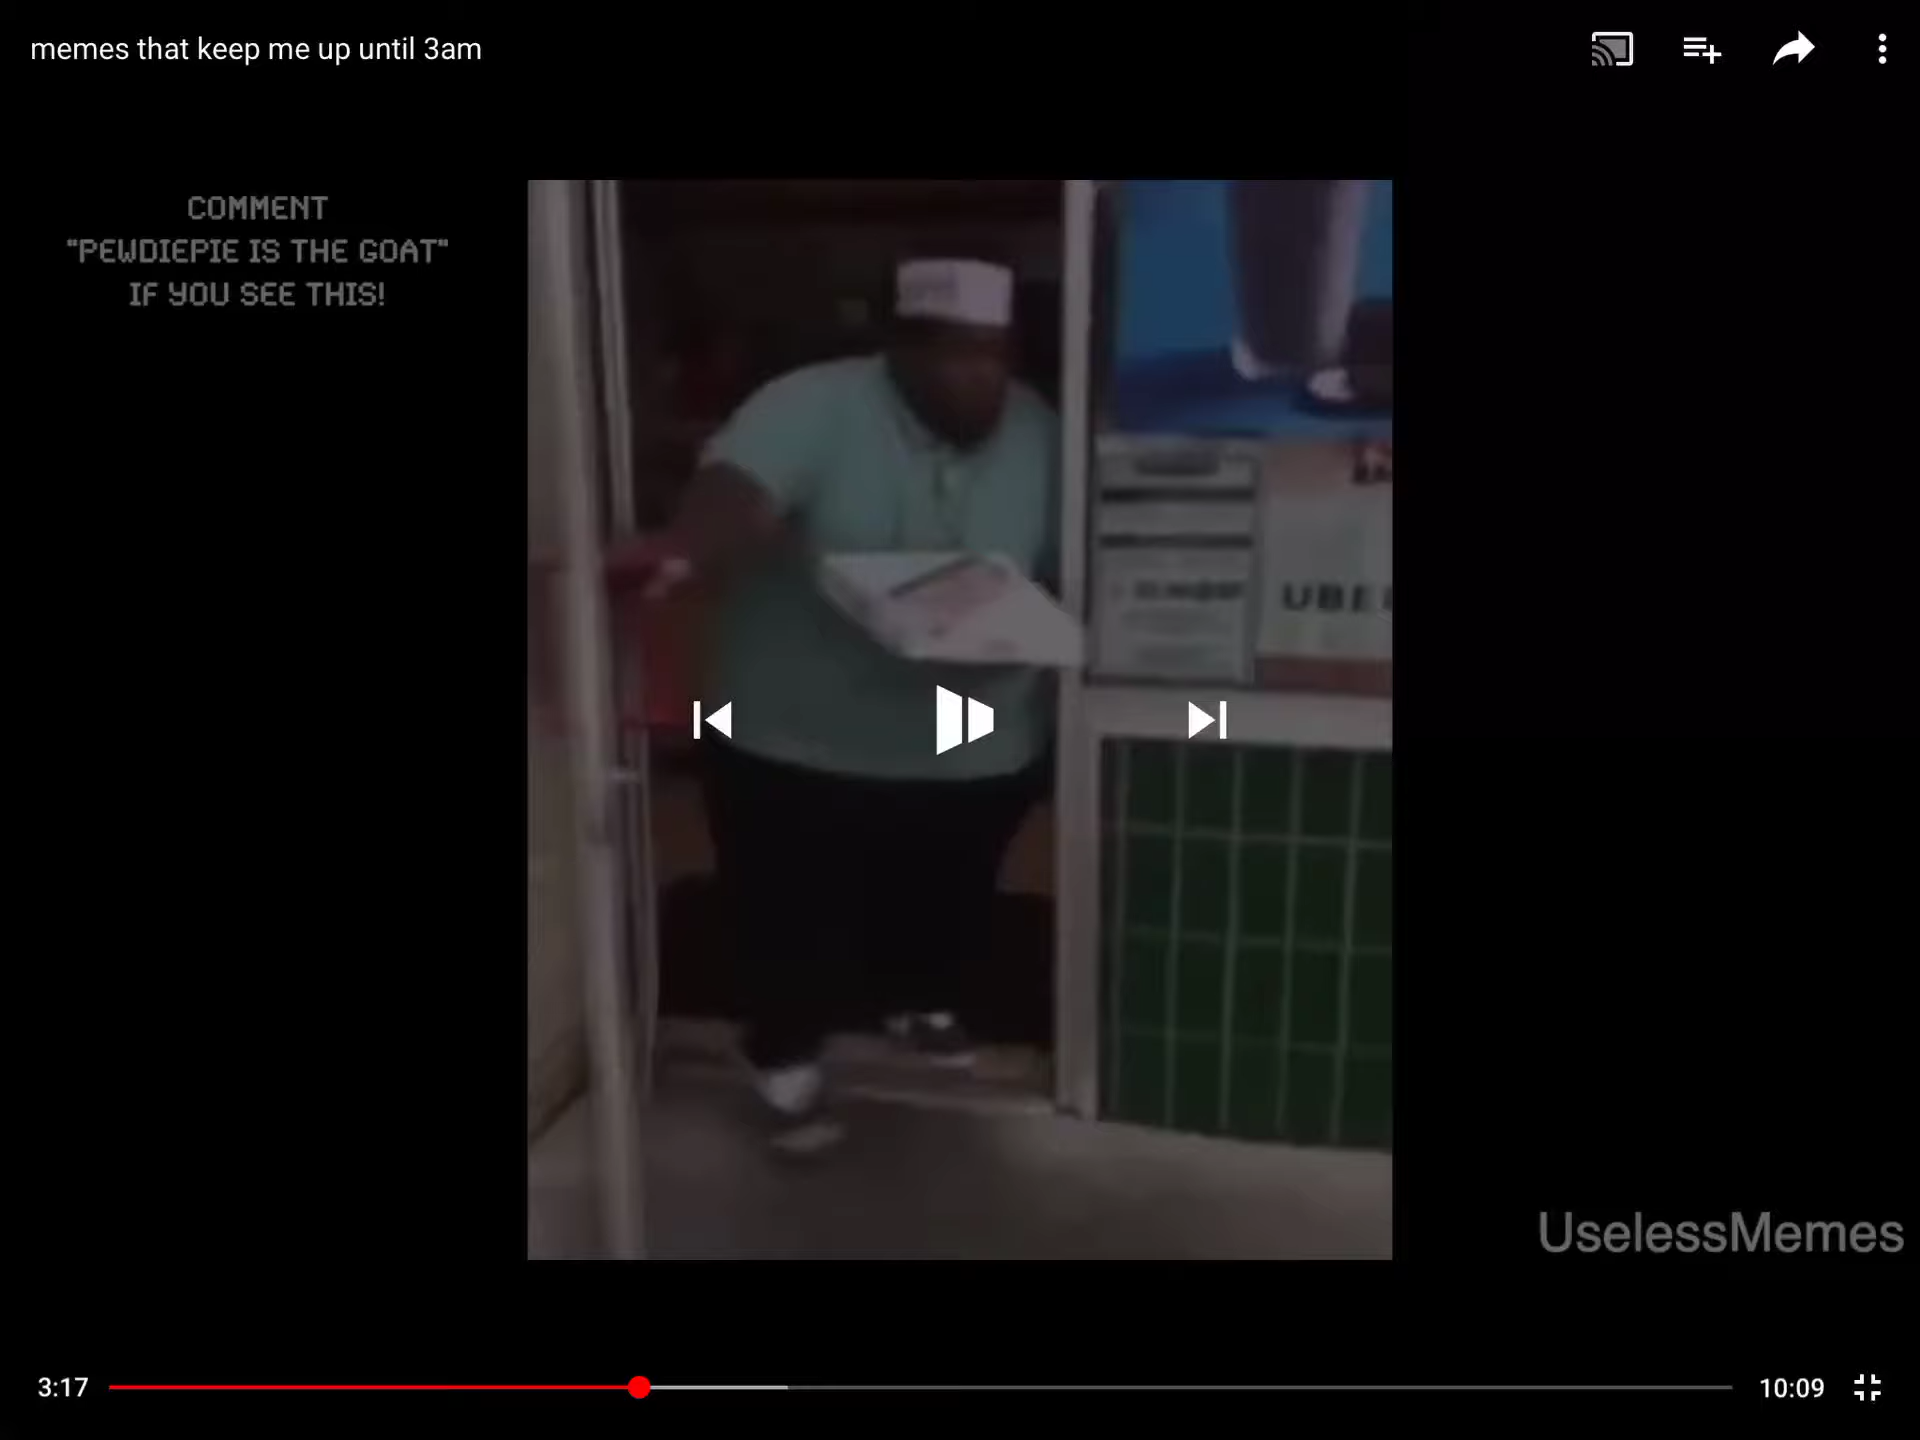 memes that keep me up until 3am
COMMENT
"PEWDIEPIE IS THE GOAT"
IF YOU SEE THIS!
UBE
UselessMemes
3:17
10:09